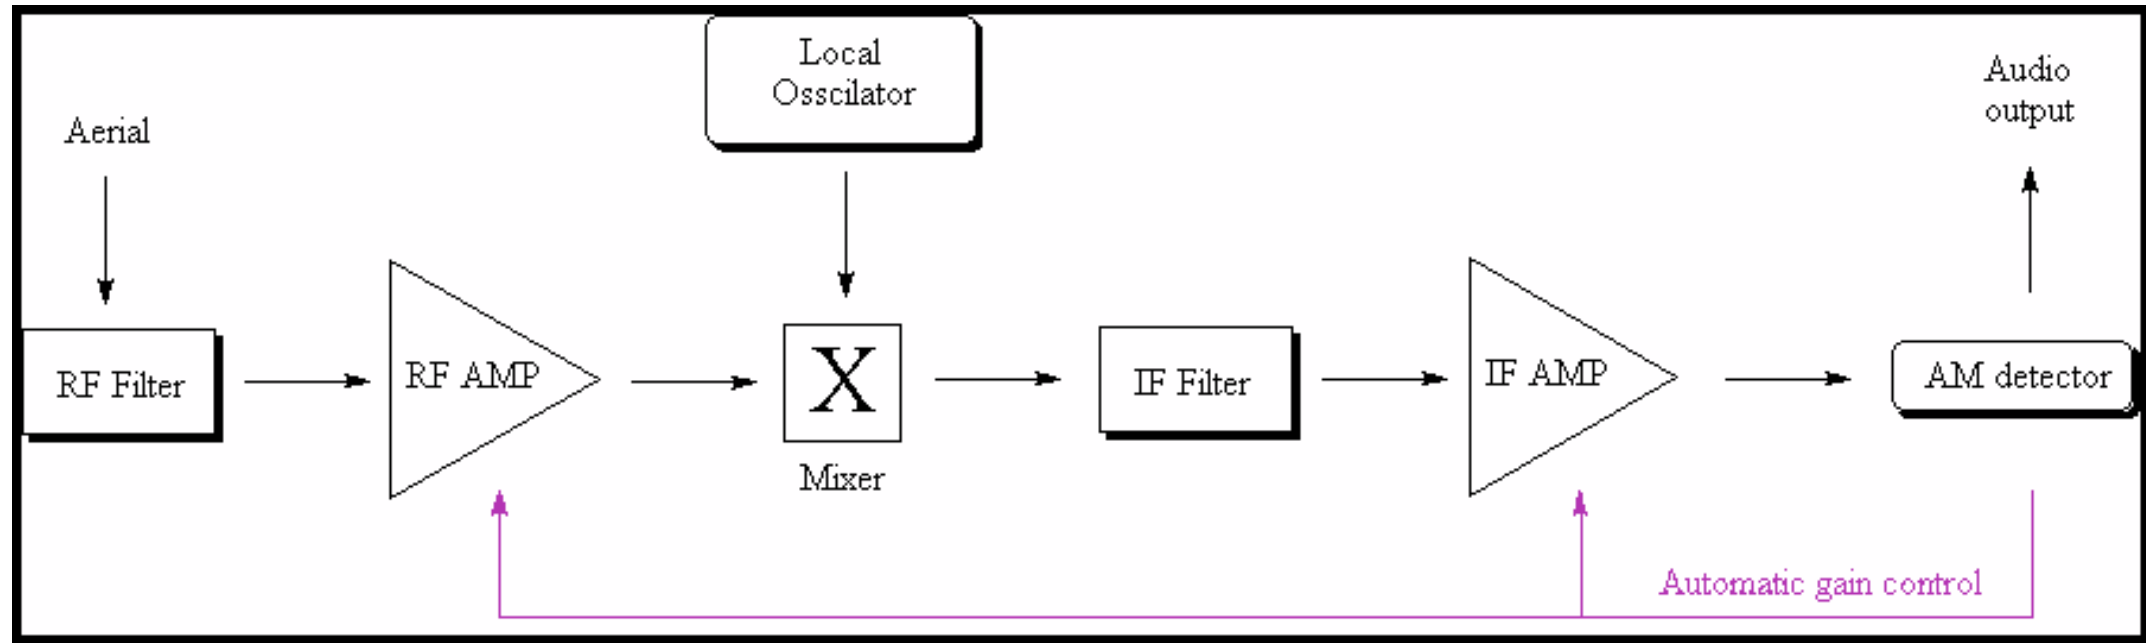 Local
Osscilator
Audio
output
Aerial
RF Filter
RF AMP
X
Mixer
IF Filter
IF AMP
AM detector
Automatic gain control